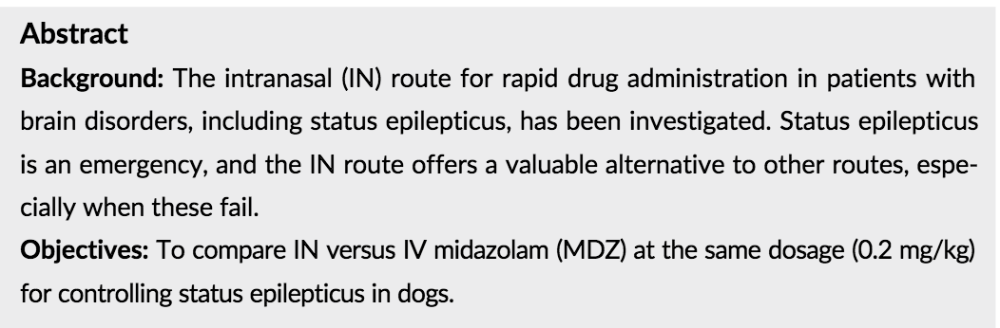 Abstract
Background: The intranasal (IN) route for rapid drug administration in patients with
brain disorders, including status epilepticus, has been investigated. Status epilepticus
is an emergency, and the IN route offers a valuable alternative to other routes, espe-
cially when these fail.
Objectives: To compare IN versus IV midazolam (MDZ) at the same dosage (0.2 mg/kg)
for controlling status epilepticus in dogs.